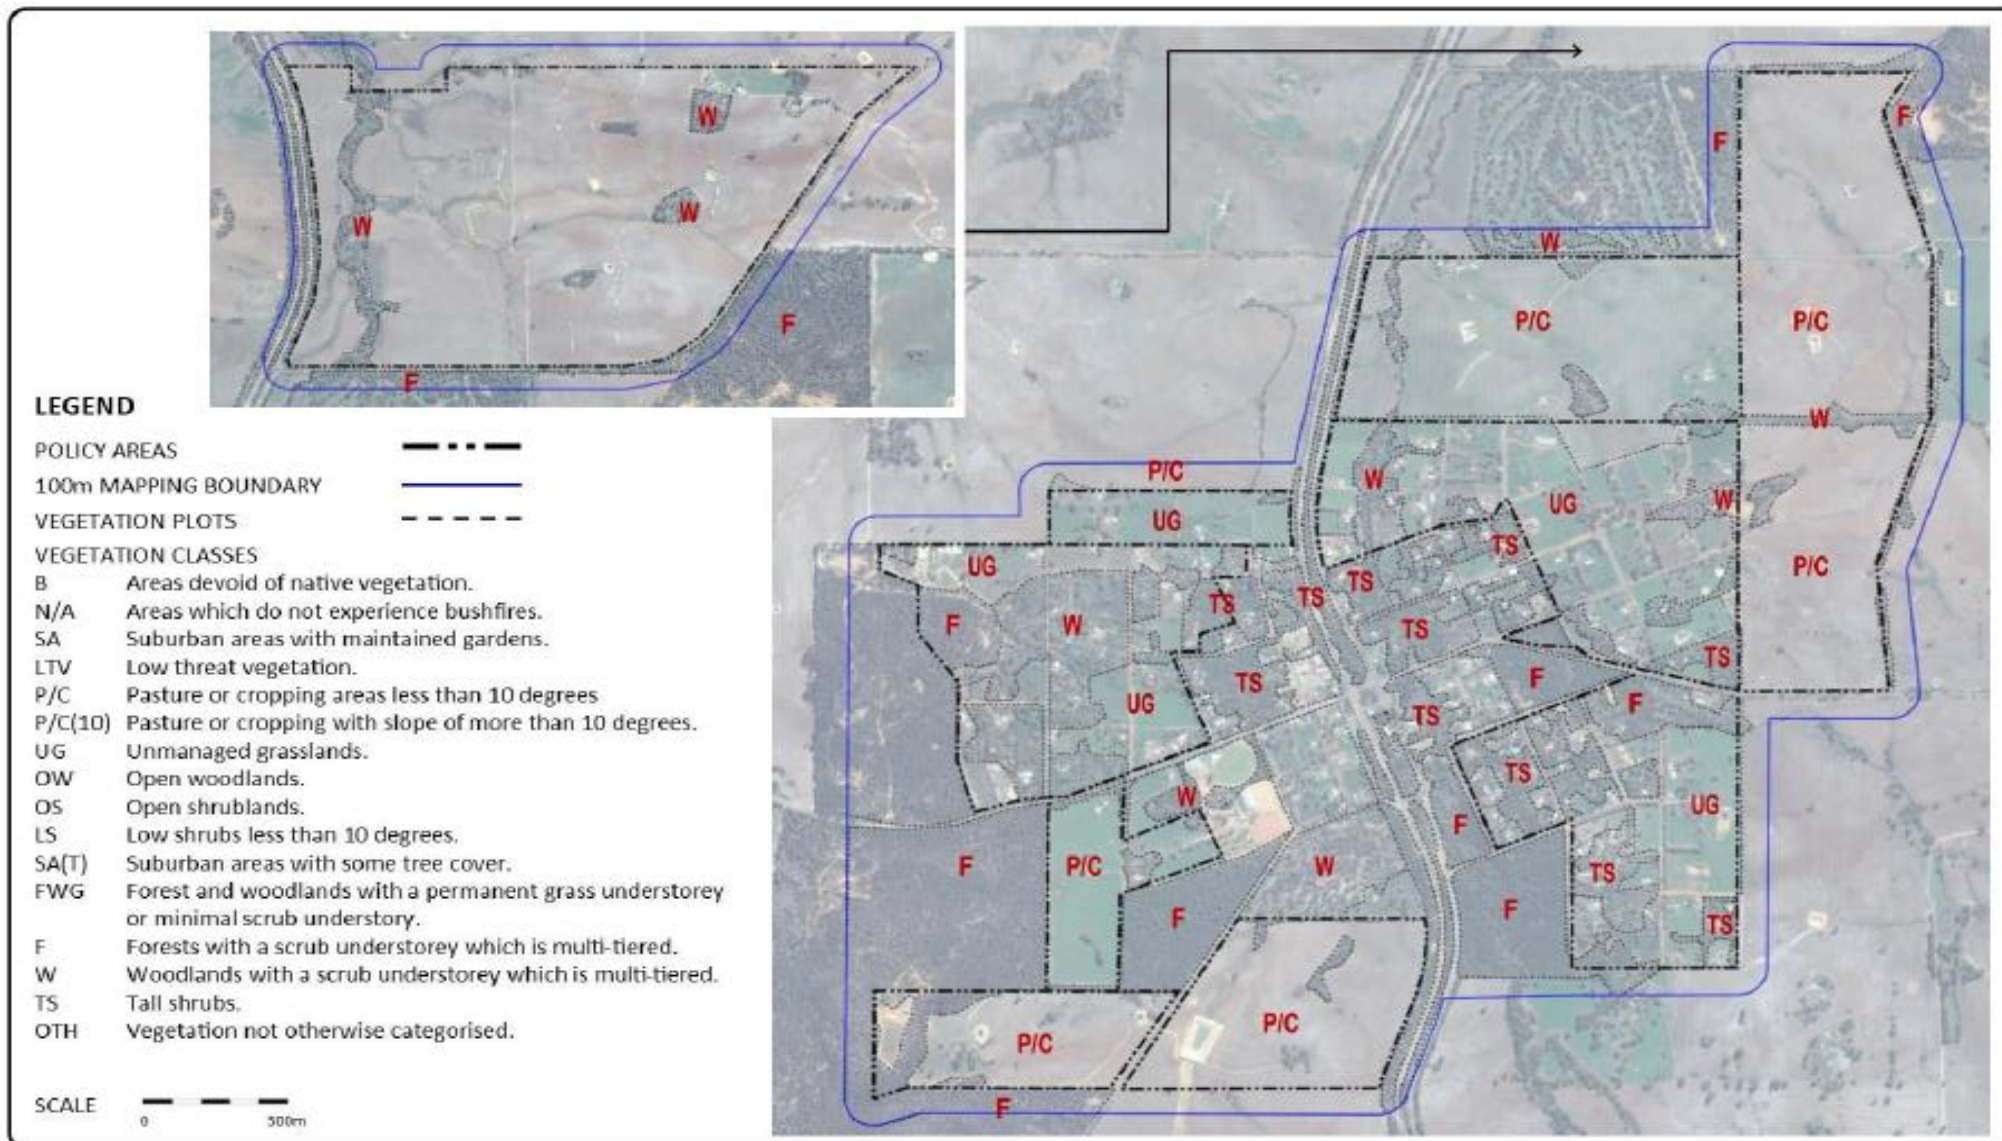 W
W
W
F
F
LEGEND
POLICY AREAS
100m MAPPING BOUNDARY
VEGETATION PLOTS
VEGETATION CLASSES
B Areas devoid of native vegetation.
N/A Areas which do not experience bushfires.
SA Suburban areas with maintained gardens.
LTV Low threat vegetation.
P/C Pasture or cropping areas less than 10 degrees
P/C(10) Pasture or cropping with slope of more than 10 degrees.
UG Unmanaged grasslands.
OW Open woodlands.
OS Open shrublands.
LS Low shrubs less than 10 degrees.
SA(T) Suburban areas with some tree cover.
FWG Forest and woodlands with a permanent grass understorey
or minimal scrub understory.
F Forests with a scrub understorey which is multi-tiered.
W Woodlands with a scrub understorey which is multi-tiered.
TS Tall shrubs.
OTH Vegetation not otherwise categorised.
SCALE
0 500m
F
F
W
P/C
P/C
W
P/C
W
UG
W
UG
TS
UG
P/C
TS
TS
TS
TS
F
W
TS
TS
F
TS
UG
F
TS
TS
W
UG
F
F
P/C
W
TS
F
F
TS
P/C
P/C
F